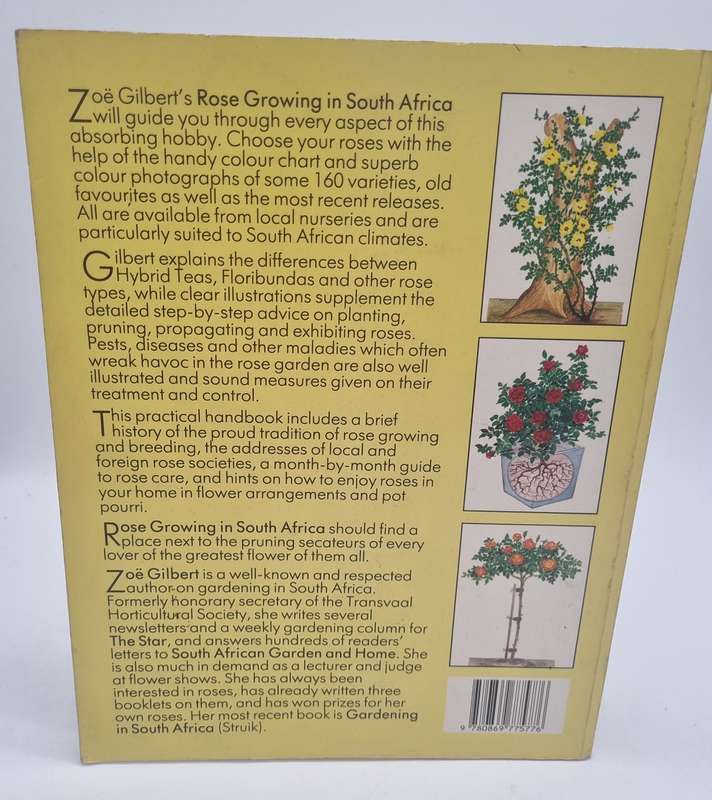 Zoë Gilbert's Rose Growing in South Africa
will guide you through every aspect of this
absorbing hobby. Choose your roses with the
help of the handy colour chart and superb
colour photographs of some 160 varieties, old
favourites as well as the most recent releases.
All are available from local nurseries and are
particularly suited to South African climates.
Gilbert explains the differences between
Hybrid Teas, Floribundas and other rose
types, while clear illustrations supplement the
detailed step-by-step advice on planting,
pruning, propagating and exhibiting roses.
Pests, diseases and other maladies which often
wreak havoc in the rose garden are also well
illustrated and sound measures given on their
treatment and control.
This practical handbook includes a brief
history of the proud tradition of rose growing
and breeding, the addresses of local and
foreign rose societies, a month-by-month guide
to rose care, and hints on how to enjoy roses in
your home in flower arrangements and pot
pourri.
Rose Growing in South Africa should find a
place next to the pruning secateurs of every
lover of the greatest flower of them all.
Zoë Gilbert is a well-known and respected
author on gardening in South Africa.
Formerly honorary secretary of the Transvaal
Horticultural Society, she writes several
newsletters and a weekly gardening column for
The Star, and answers hundreds of readers'
letters to South African Garden and Home. She
is also much in demand as a lecturer and judge
at flower shows. She has always been
interested in roses, has already written three
booklets on them, and has won prizes for her
own roses. Her most recent book is Gardening
in South Africa (Struik).
9 780869 775776